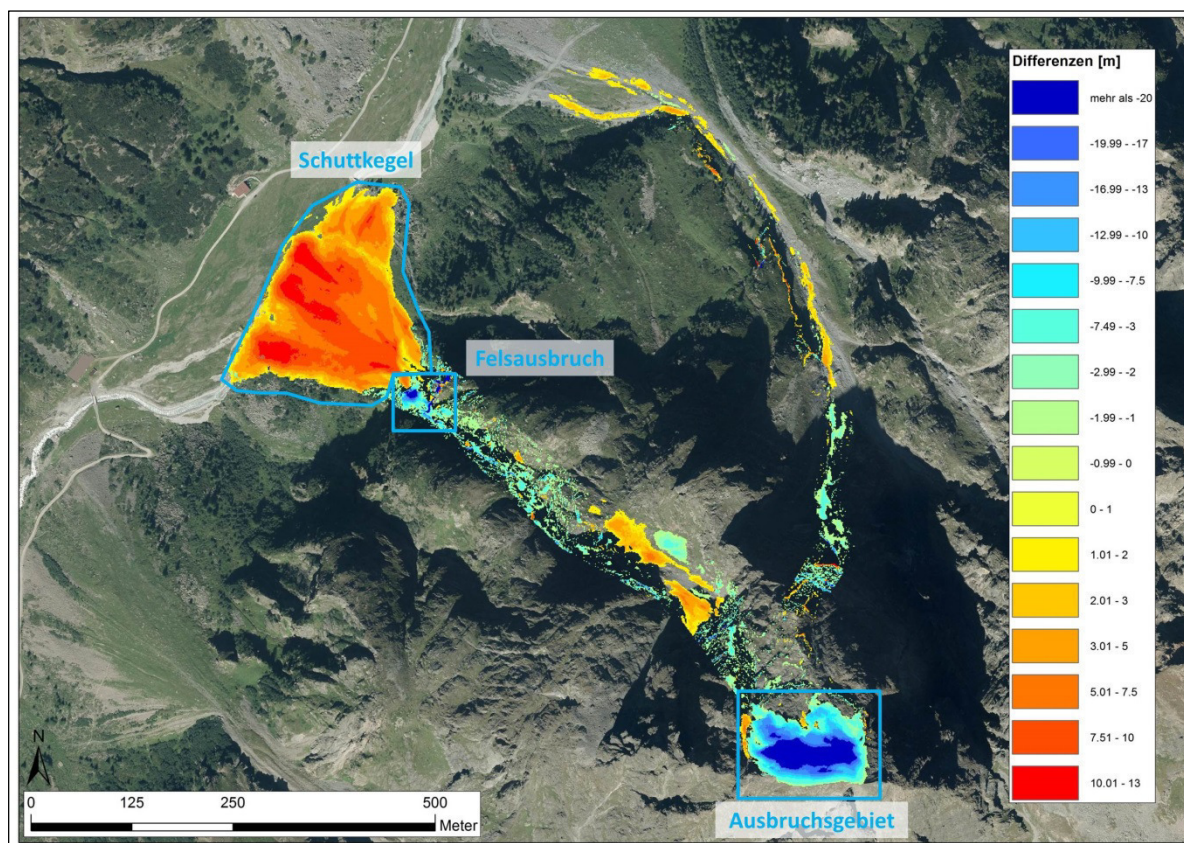 Schuttkegel
Felsausbruch
Ausbruchsgebiet
Differenzen [m]
mehr als -20
-19.99 - -17
-16.99 - -13
-12.99 - -10
-9.99 - -7.5
-7.49 - -3
-2.99 - -2
-1.99 - -1
-0.99 - 0
0 - 1
1.01 - 2
2.01 - 3
3.01 - 5
5.01 - 7.5
7.51 - 10
10.01 - 13
N
0 125 250 500
Meter